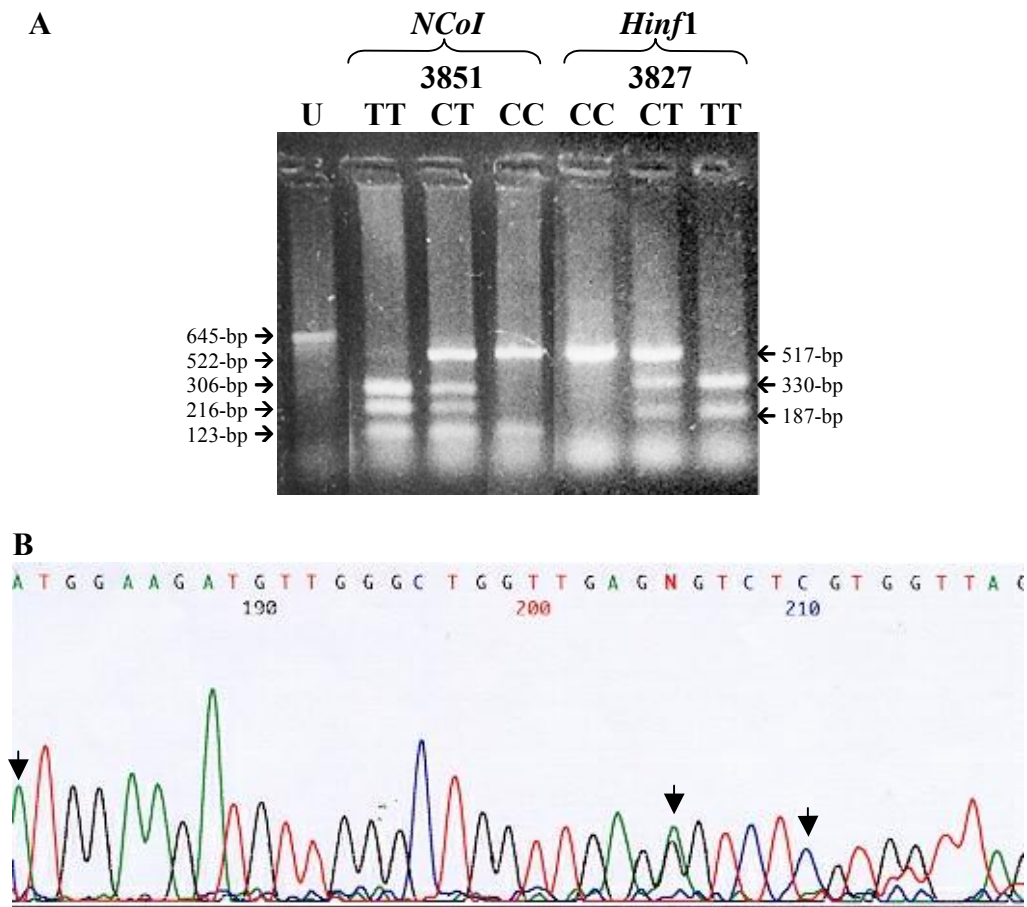 A
NCoI Hinf1
3851 3827
U TT CT CC CC CT TT
645-bp →
522-bp →
306-bp →
216-bp →
123-bp →
← 517-bp
← 330-bp
← 187-bp
B
A T G G A A G A T G T T G G G C T G G T T G A G N G T C T C G T G G T T A G
190 200 210